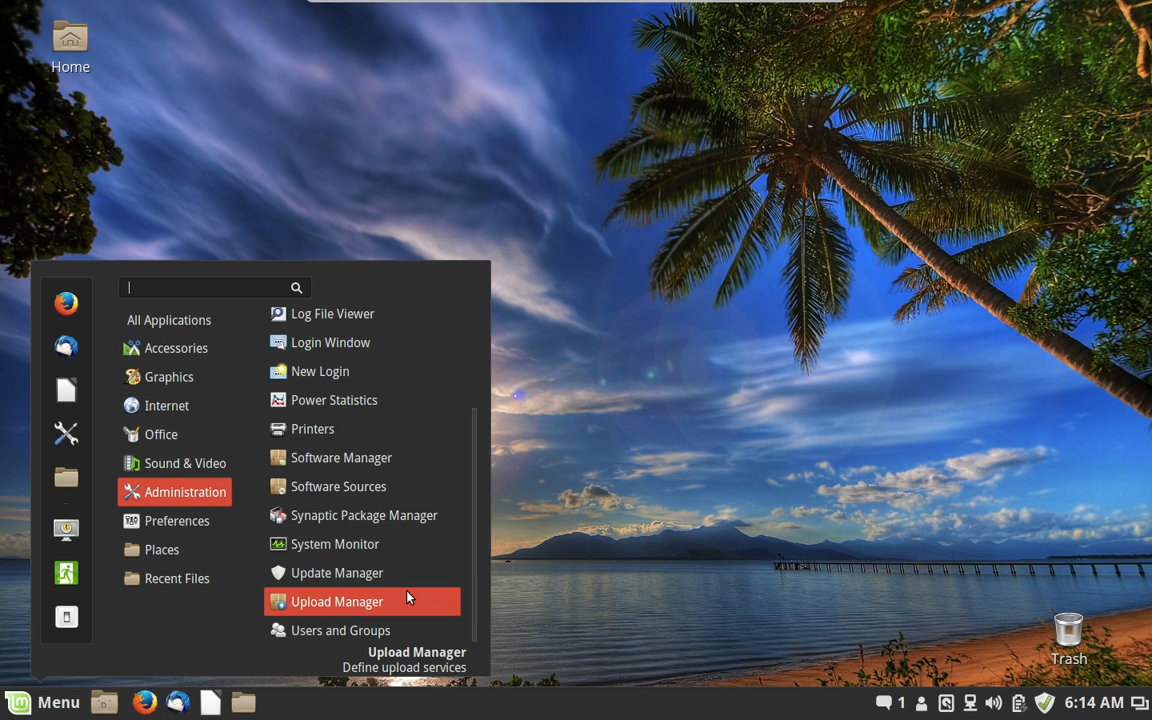 Home
All Applications
Accessories
Graphics
Internet
Office
Sound & Video
Administration
Preferences
Places
Recent Files
Log File Viewer
Login Window
New Login
Power Statistics
Printers
Software Manager
Software Sources
Synaptic Package Manager
System Monitor
Update Manager
Upload Manager
Users and Groups
Upload Manager
Define upload services
Trash
Menu
1
6:14 AM